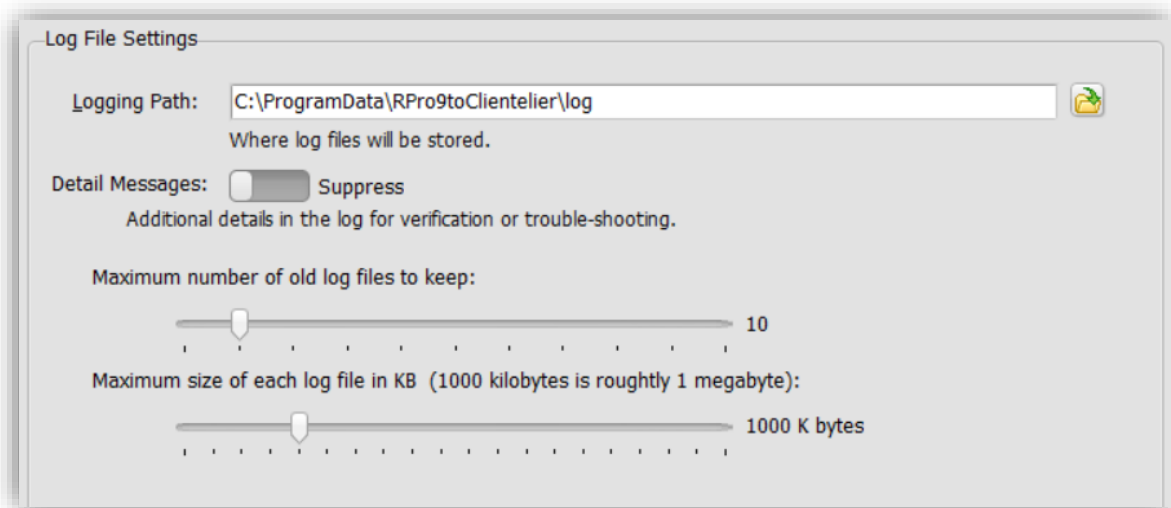 Log File Settings
Logging Path: C:\ProgramData\RPro9toClientelier\log
Where log files will be stored.
Detail Messages: Suppress
Additional details in the log for verification or trouble-shooting.
Maximum number of old log files to keep:
10
Maximum size of each log file in KB (1000 kilobytes is roughtly 1 megabyte):
1000 K bytes